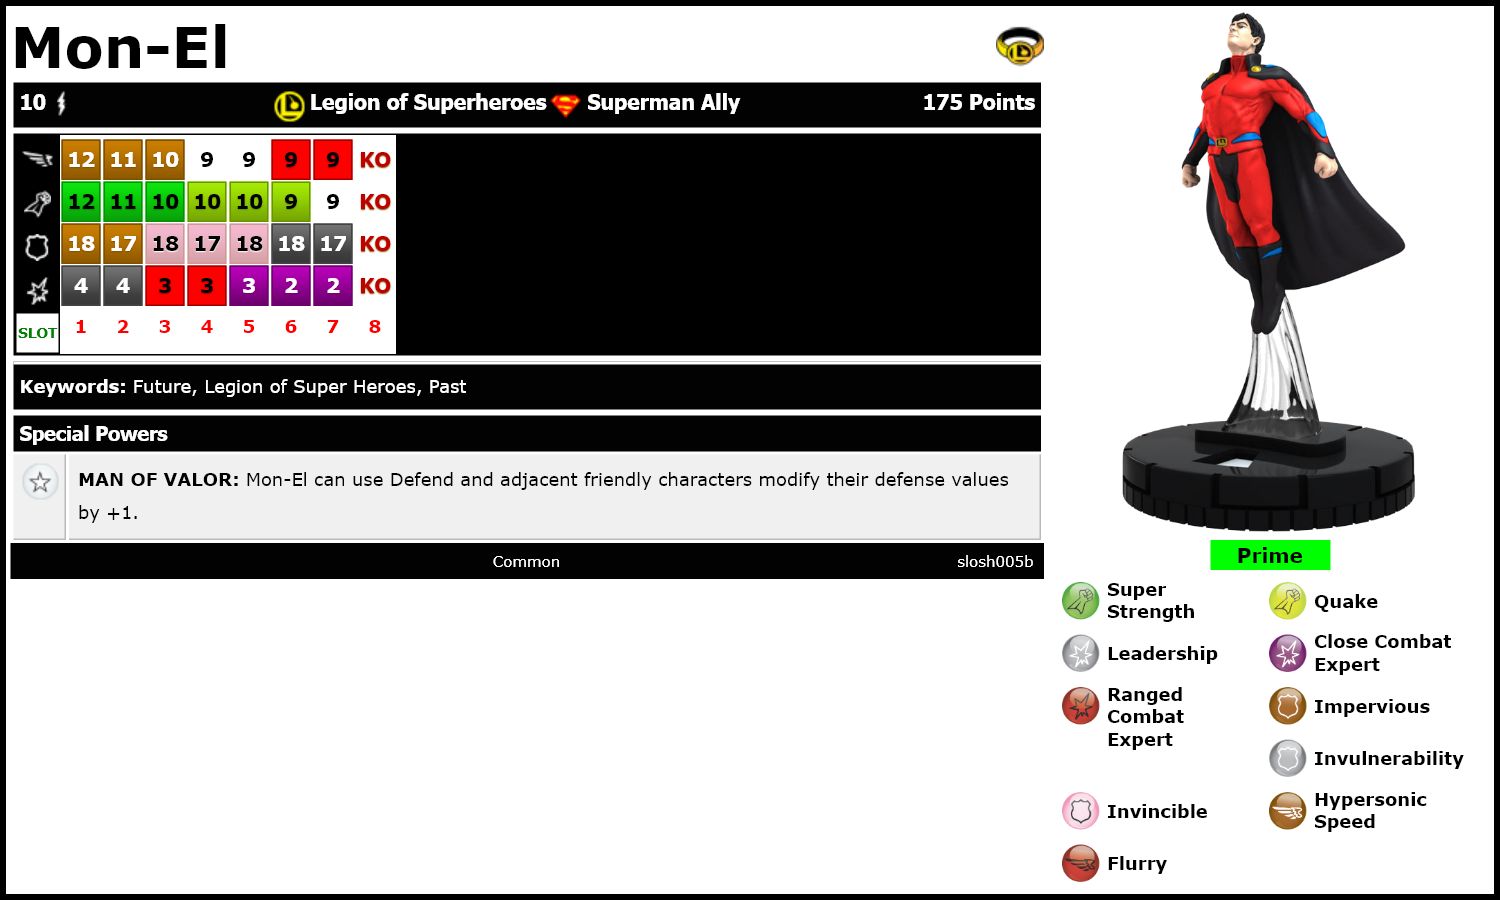 Mon-El
10 Legion of Superheroes Superman Ally 175 Points
12 11 10 9 9 9 9 KO
12 11 10 10 10 9 9 KO
18 17 18 17 18 18 17 KO
4 4 3 3 3 2 2 KO
SLOT 1 2 3 4 5 6 7 8
Keywords: Future, Legion of Super Heroes, Past
Special Powers
MAN OF VALOR: Mon-El can use Defend and adjacent friendly characters modify their defense values
by +1.
Common slosh005b
Prime
Super
Strength
Quake
Leadership
Close Combat
Expert
Ranged
Combat
Expert
Impervious
Invulnerability
Invincible
Hypersonic
Speed
Flurry